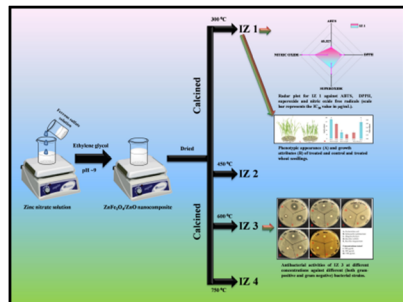 300 °C
IZ 1
ABTS
IZ 1
NITRIC OXIDE
DPPH
SUPEROXIDE
Radar plot for IZ 1 against ABTS, DPPH,
superoxide and nitric oxide free radicals (scale
bar represents the IC50 value in µg/mL).
Calcined
Phenotypic appearance (A) and growth
attributes (B) of treated and control and treated
wheat seedlings.
Ethylene glycol
pH ~9
Dried
Zinc nitrate solution
ZnFe2O4/ZnO nanocomposite
450 °C
IZ 2
Calcined
600 °C
IZ 3
Antibacterial activities of IZ 3 at different
concentrations against different (both gram-
positive and gram-negative) bacterial strains.
750 °C
IZ 4